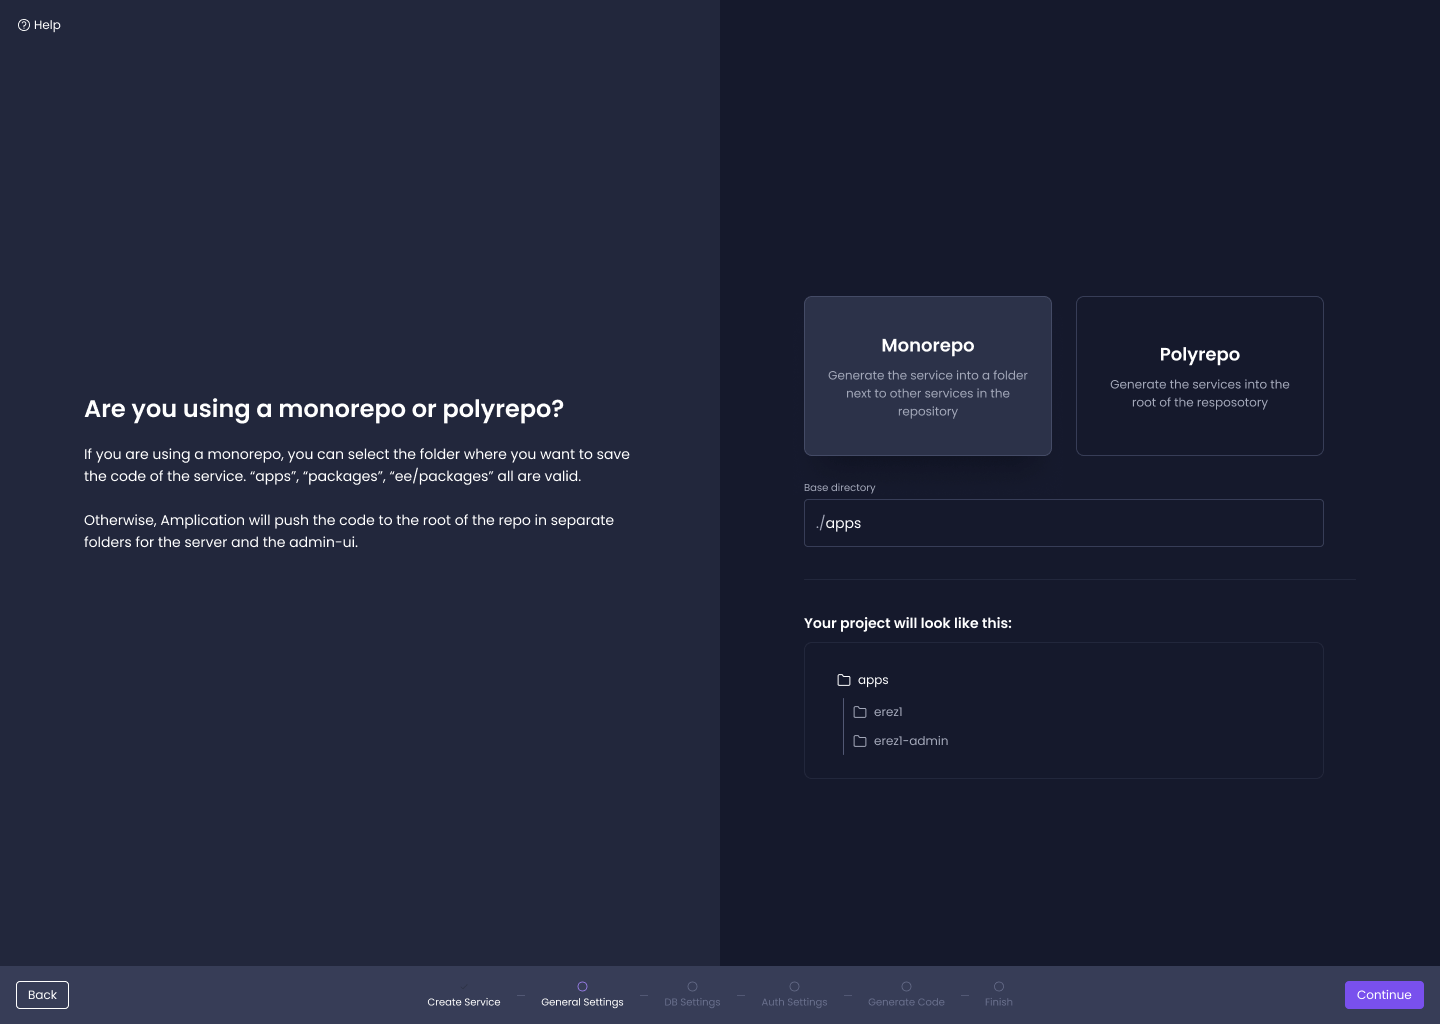 Help
Are you using a monorepo or polyrepo?
If you are using a monorepo, you can select the folder where you want to save
the code of the service. “apps”, “packages”, “ee/packages” all are valid.
Otherwise, Amplication will push the code to the root of the repo in separate
folders for the server and the admin-ui.
Monorepo
Generate the service into a folder
next to other services in the
repository
Polyrepo
Generate the services into the
root of the resposotory
Base directory
./apps
Your project will look like this:
apps
erez1
erez1-admin
Back
Create Service
General Settings
DB Settings
Auth Settings
Generate Code
Finish
Continue